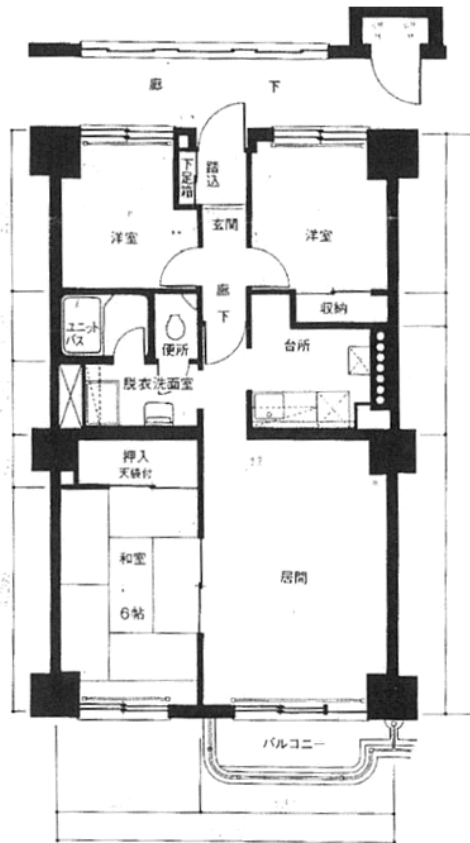 廊下
下足箱
踏込
玄関
洋室
洋室
廊下
収納
ユニット
バス
便所
台所
脱衣洗面室
押入
天袋付
和室
6帖
居間
バルコニー